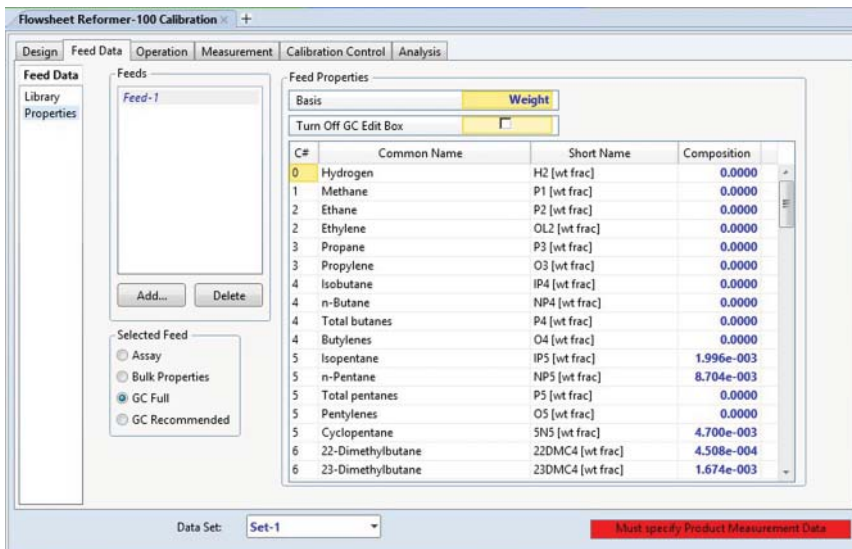 Flowsheet Reformer-100 Calibration × +
Design Feed Data Operation Measurement Calibration Control Analysis
Feed Data
Library
Properties
Feeds
Feed-1
Add... Delete
Selected Feed
Assay
Bulk Properties
GC Full
GC Recommended
Feed Properties
Basis Weight
Turn Off GC Edit Box
C# Common Name Short Name Composition
0 Hydrogen H2 [wt frac] 0.0000
1 Methane P1 [wt frac] 0.0000
2 Ethane P2 [wt frac] 0.0000
2 Ethylene OL2 [wt frac] 0.0000
3 Propane P3 [wt frac] 0.0000
3 Propylene O3 [wt frac] 0.0000
4 Isobutane IP4 [wt frac] 0.0000
4 n-Butane NP4 [wt frac] 0.0000
4 Total butanes P4 [wt frac] 0.0000
4 Butylenes O4 [wt frac] 0.0000
5 Isopentane IP5 [wt frac] 1.996e-003
5 n-Pentane NP5 [wt frac] 8.704e-003
5 Total pentanes P5 [wt frac] 0.0000
5 Pentylenes O5 [wt frac] 0.0000
5 Cyclopentane 5N5 [wt frac] 4.700e-003
6 22-Dimethylbutane 22DMC4 [wt frac] 4.508e-004
6 23-Dimethylbutane 23DMC4 [wt frac] 1.674e-003
Data Set: Set-1
Must specify Product Measurement Data